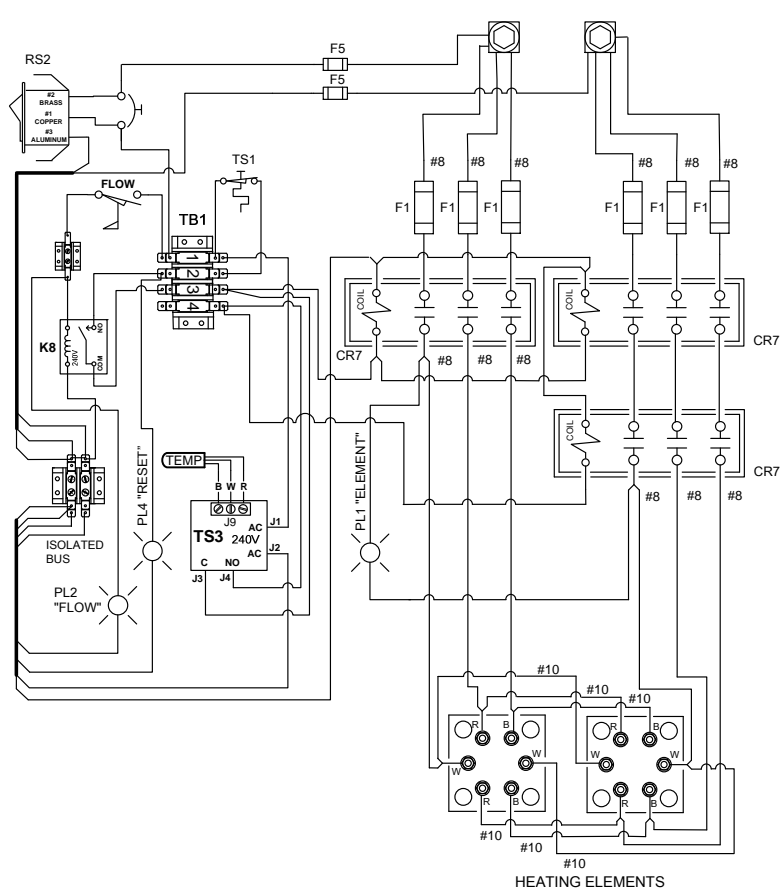 RS2
F5
F5
#2
BRASS
#1
COPPER
#3
ALUMINUM
FLOW
TS1
TB1
1
2
3
4
#8
#8
#8
#8
#8
#8
F1
F1
F1
F1
F1
F1
COIL
COIL
CR7
CR7
#8
#8
K8
240V
NO
COM
COIL
CR7
#8
#8
PL4 "RESET"
TEMP
B W R
J9
TS3 240V
AC
AC
J1
J2
C NO
J3
J4
PL1 "ELEMENT"
ISOLATED
BUS
PL2
"FLOW"
#10
#10
#10
R
B
W
W
R
B
R
B
W
W
R
B
#10
#10
#10
HEATING ELEMENTS